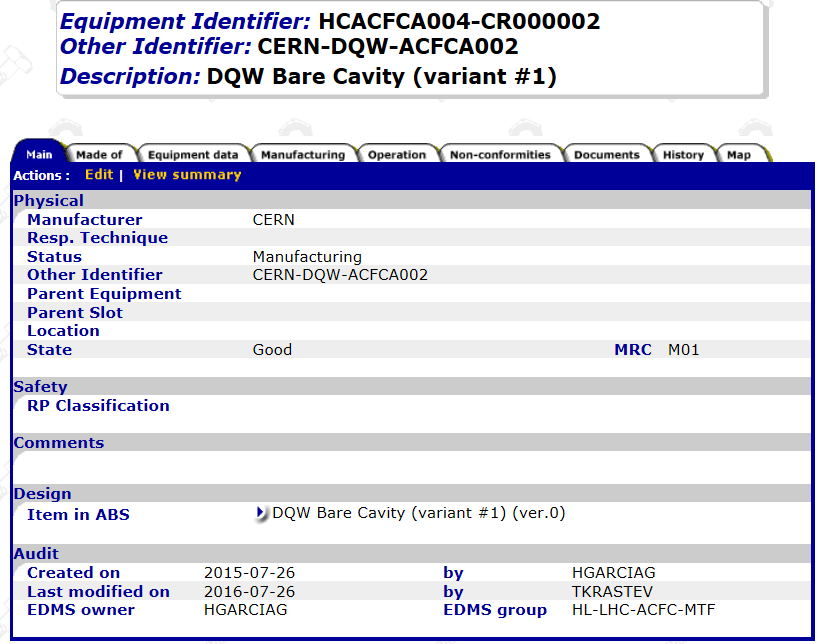 Equipment Identifier: HCACFCA004-CR000002
Other Identifier: CERN-DQW-ACFCA002
Description: DQW Bare Cavity (variant #1)
Main Made of Equipment data Manufacturing Operation Non-conformities Documents History Map
Actions : Edit | View summary
Physical
Manufacturer CERN
Resp. Technique
Status Manufacturing
Other Identifier CERN-DQW-ACFCA002
Parent Equipment
Parent Slot
Location
State Good MRC M01
Safety
RP Classification
Comments
Design
Item in ABS DQW Bare Cavity (variant #1) (ver.0)
Audit
Created on 2015-07-26 by HGARCIAG
Last modified on 2016-07-26 by TKRASTEV
EDMS owner HGARCIAG EDMS group HL-LHC-ACFC-MTF